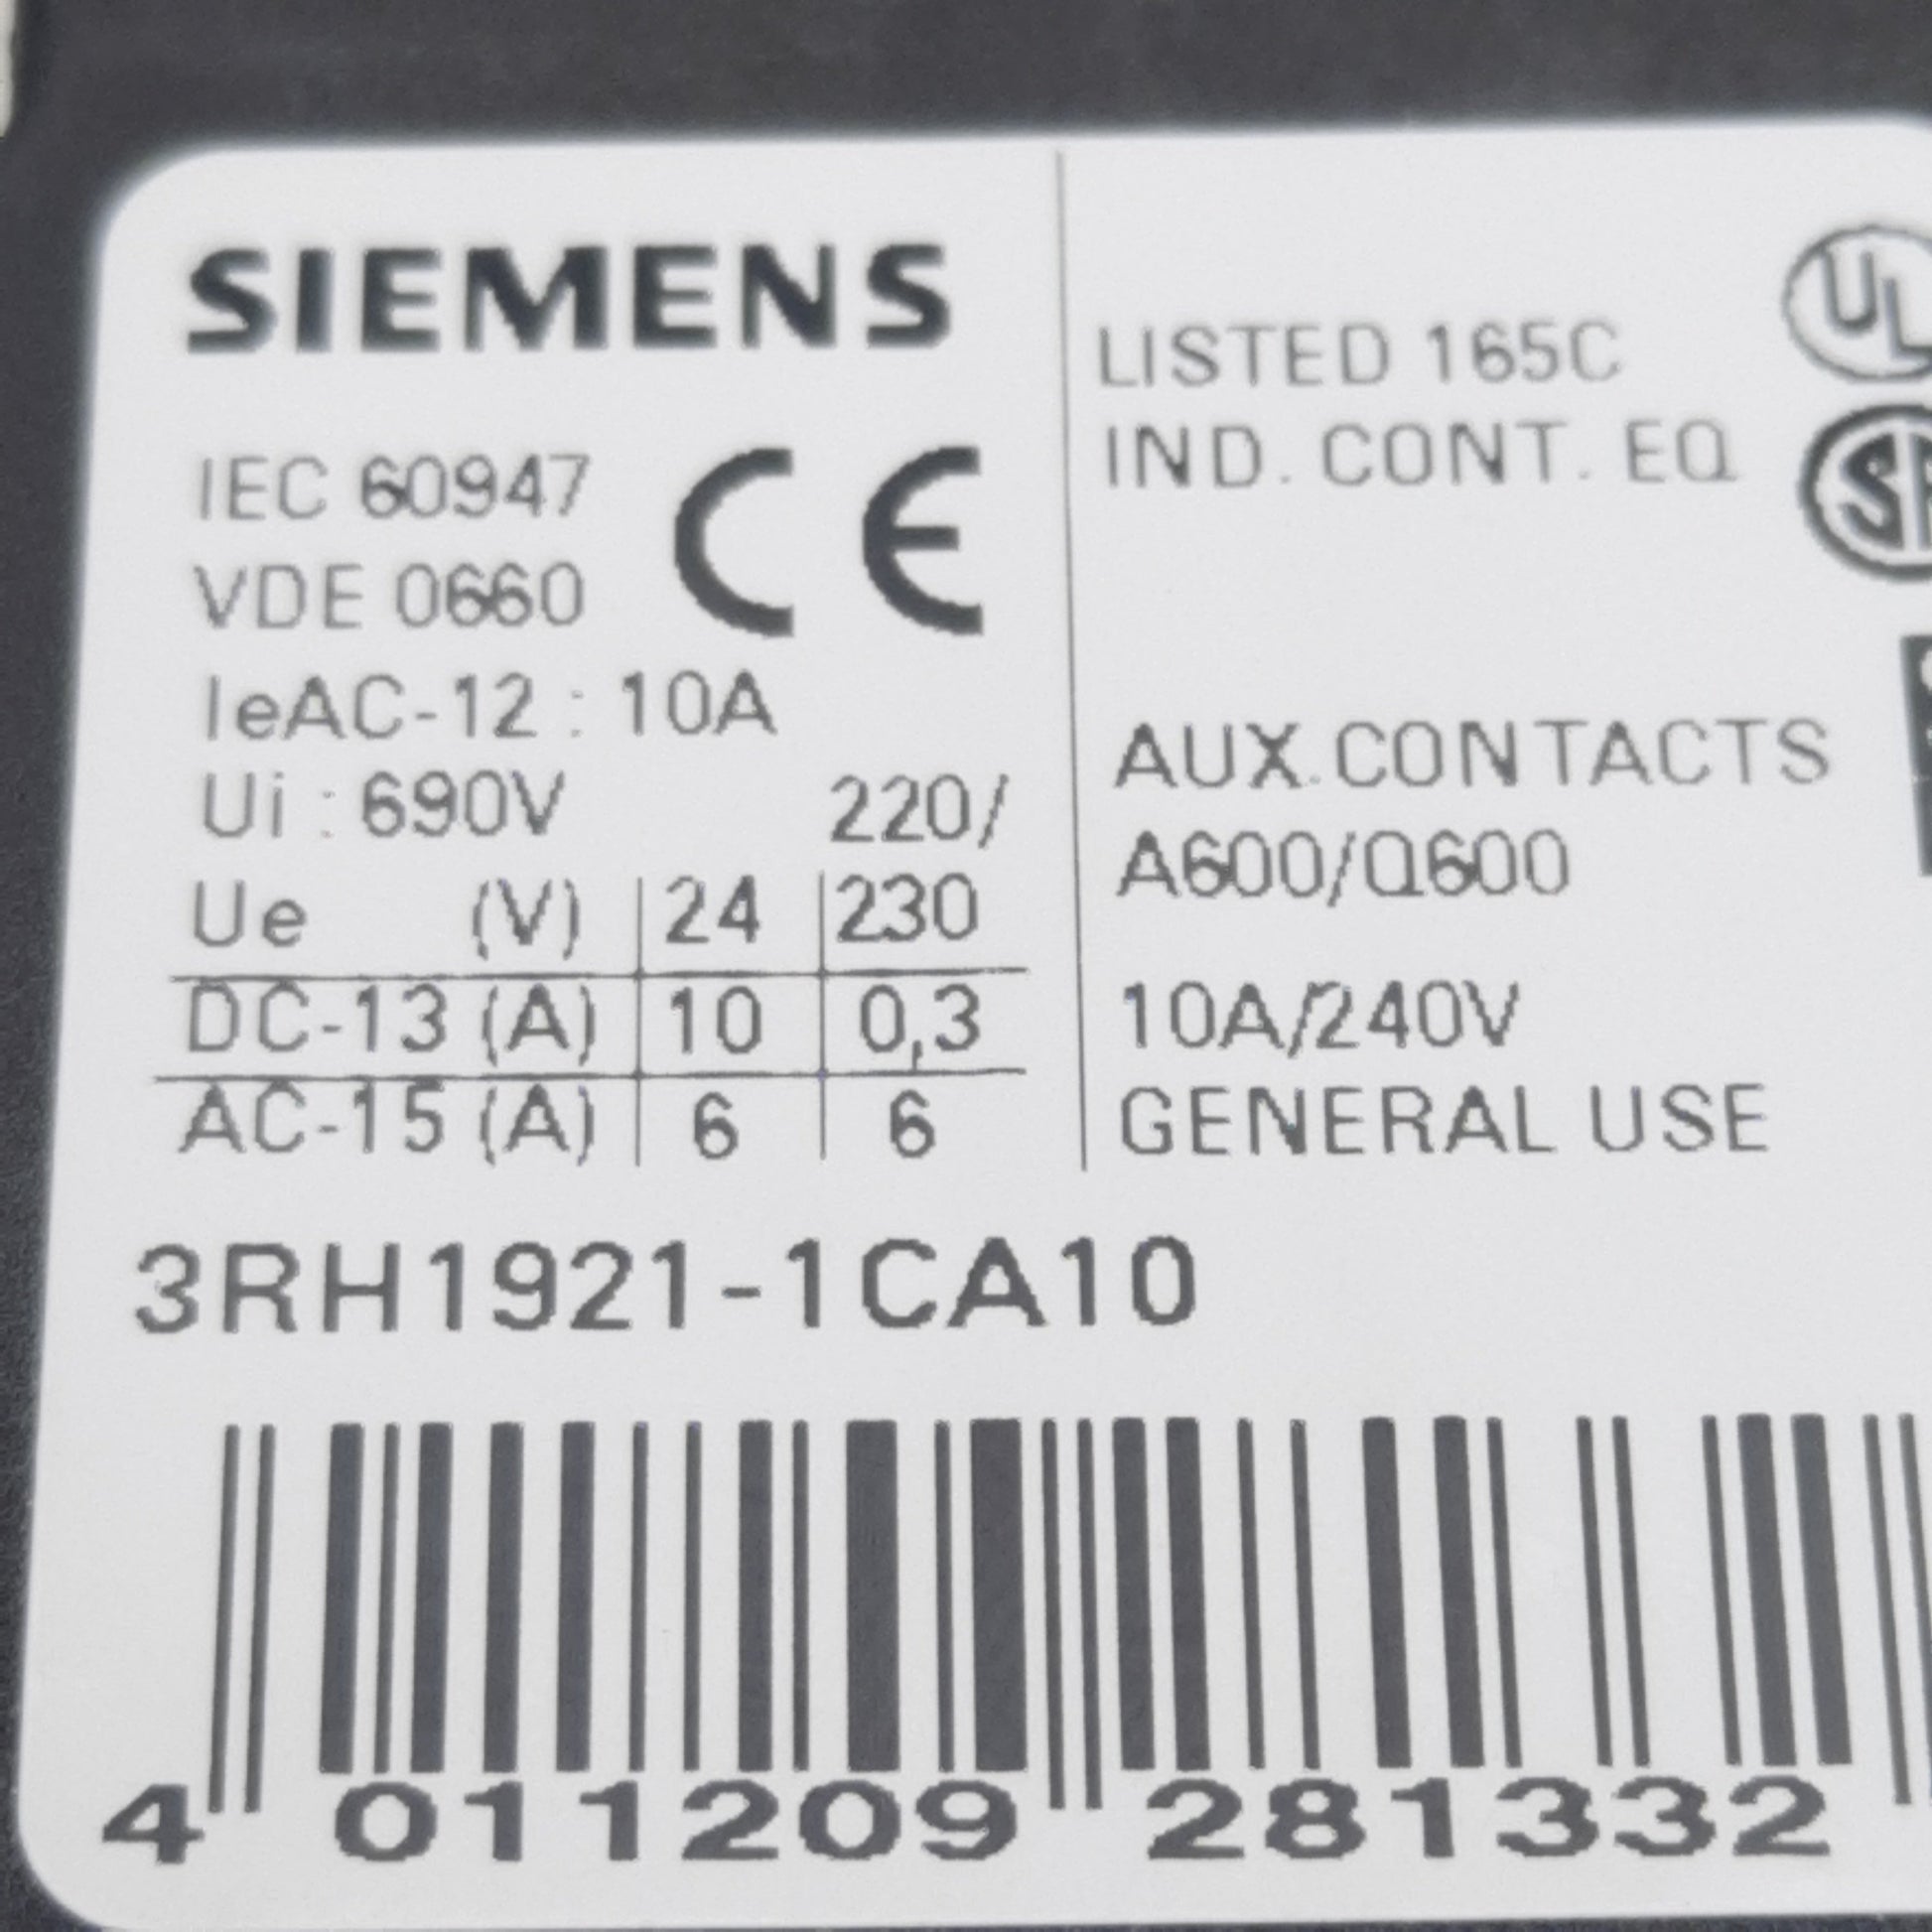 SIEMENS
IEC 60947
VDE 0660
CE
IeAC-12 : 10A
Ui : 690V 220/
Ue (V) 24 230
DC-13 (A) 10 0,3
AC-15 (A) 6 6
LISTED 165C
IND. CONT. EQ
UL
AUX.CONTACTS
A600/Q600
10A/240V
GENERAL USE
3RH1921-1CA10
4 011209 281332